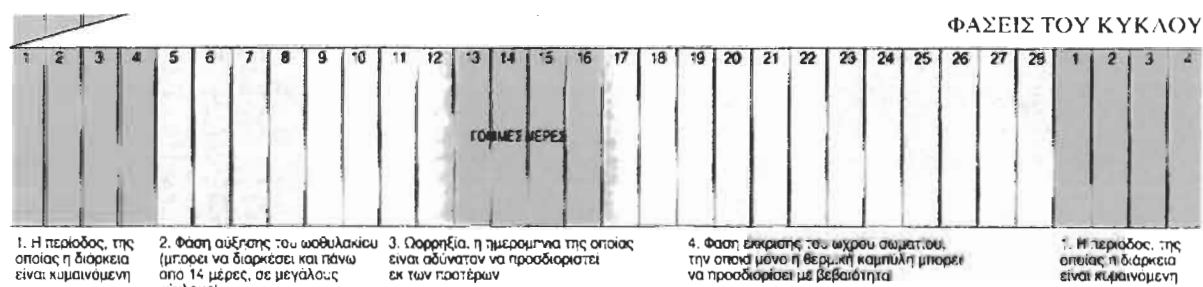 ΦΑΣΕΙΣ ΤΟΥ ΚΥΚΛΟΥ
1 2 3 4 5 6 7 8 9 10 11 12 13 14 15 16 17 18 19 20 21 22 23 24 25 26 27 28 1 2 3 4
ΓΟΝΙΜΕΣ ΜΕΡΕΣ
1. Η περίοδος, της
οποίας η διάρκεια
είναι κυμαινόμενη
2. Φάση αύξησης του ωοθυλακίου
(μπορεί να διαρκέσει και πάνω
από 14 μέρες, σε μεγάλους
3. Ωορρηξία, η ημερομηνία της οποίας
είναι αδύνατον να προσδιοριστεί
εκ των προτέρων
4. Φάση έκκρισης του ωχρού σωματίου,
την οποία μόνο η θερμική καμπύλη μπορεί
να προσδιορίσει με βεβαιότητα
1. Η περίοδος, της
οποίας η διάρκεια
είναι κυμαινόμενη